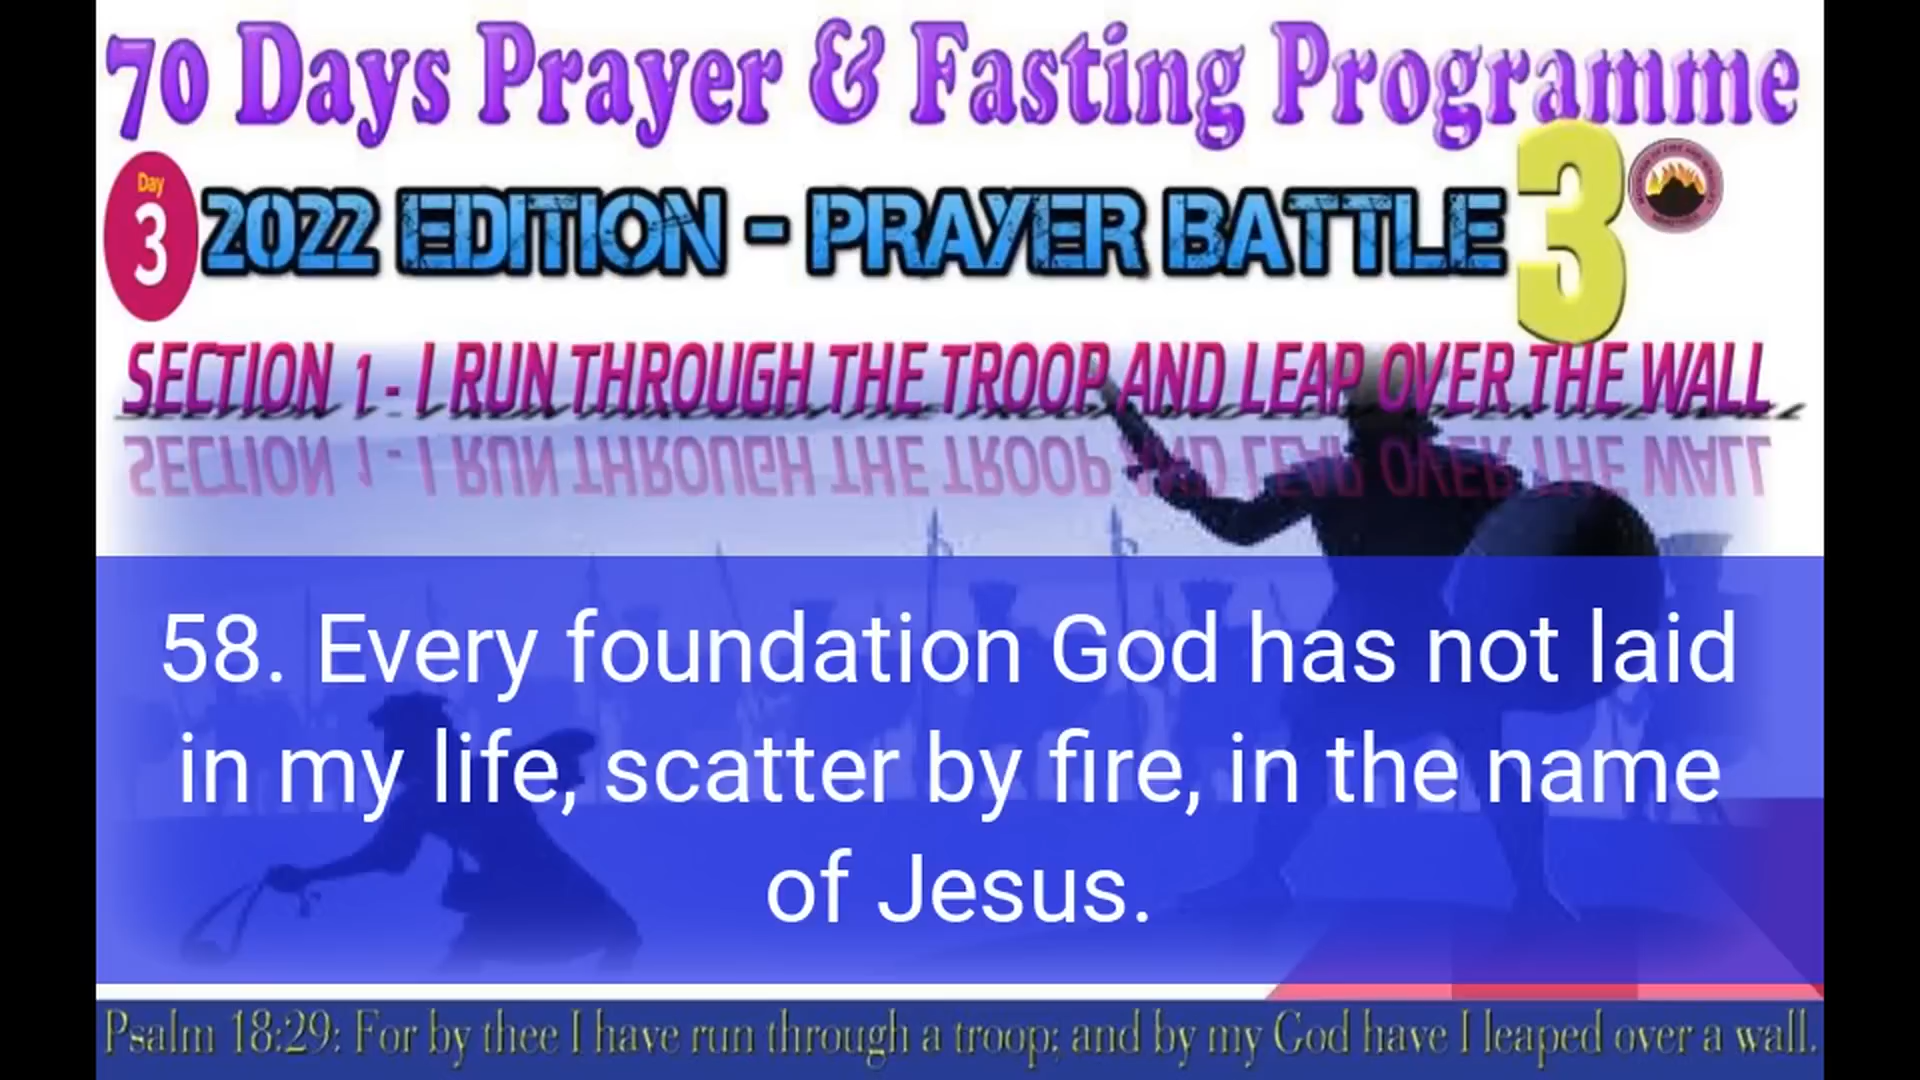 70 Days Prayer & Fasting Programme
Day
3
2022 EDITION - PRAYER BATTLE 3
SECTION 1 - I RUN THROUGH THE TROOP AND LEAP OVER THE WALL
58. Every foundation God has not laid
in my life, scatter by fire, in the name
of Jesus.
Psalm 18:29: For by thee I have run through a troop; and by my God have I leaped over a wall.